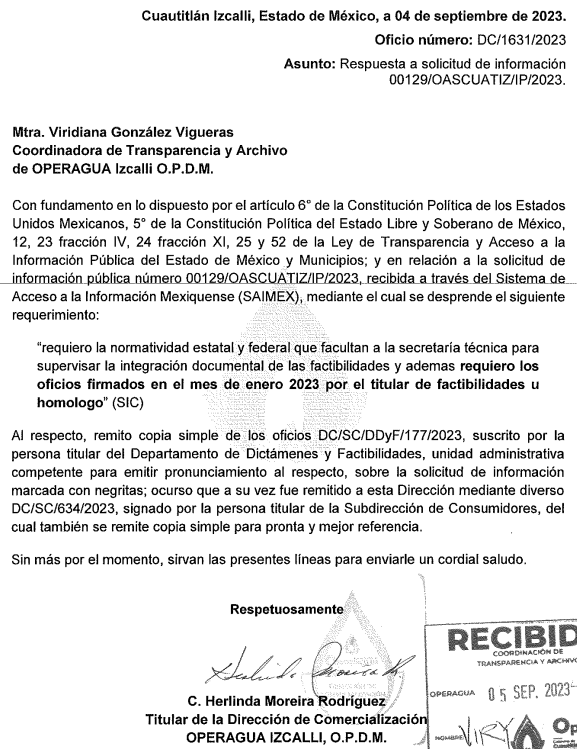 Cuautitlán Izcalli, Estado de México, a 04 de septiembre de 2023.
Oficio número: DC/1631/2023
Asunto: Respuesta a solicitud de información
00129/OASCUATIZ/IP/2023.
Mtra. Viridiana González Vigueras
Coordinadora de Transparencia y Archivo
de OPERAGUA Izcalli O.P.D.M.
Con fundamento en lo dispuesto por el artículo 6° de la Constitución Política de los Estados
Unidos Mexicanos, 5° de la Constitución Política del Estado Libre y Soberano de México,
12, 23 fracción IV, 24 fracción XI, 25 y 52 de la Ley de Transparencia y Acceso a la
Información Pública del Estado de México y Municipios; y en relación a la solicitud de
información pública número 00129/OASCUATIZ/IP/2023, recibida a través del Sistema de
Acceso a la Información Mexiquense (SAIMEX), mediante el cual se desprende el siguiente
requerimiento:
“requiero la normatividad estatal y federal que facultan a la secretaría técnica para
supervisar la integración documental de las factibilidades y ademas requiero los
oficios firmados en el mes de enero 2023 por el titular de factibilidades u
homologo” (SIC)
Al respecto, remito copia simple de los oficios DC/SC/DDyF/177/2023, suscrito por la
persona titular del Departamento de Dictámenes y Factibilidades, unidad administrativa
competente para emitir pronunciamiento al respecto, sobre la solicitud de información
marcada con negritas; ocurso que a su vez fue remitido a esta Dirección mediante diverso
DC/SC/634/2023, signado por la persona titular de la Subdirección de Consumidores, del
cual también se remite copia simple para pronta y mejor referencia.
Sin más por el momento, sirvan las presentes líneas para enviarle un cordial saludo.
Respetuosamente
C. Herlinda Moreira Rodríguez
Titular de la Dirección de Comercialización
OPERAGUA IZCALLI, O.P.D.M.
RECIBID
COORDINACIÓN DE
TRANSPARENCIA Y ARCHIVO
OPERAGUA 05 SEP. 2023
NOMBRE VIRY
Op